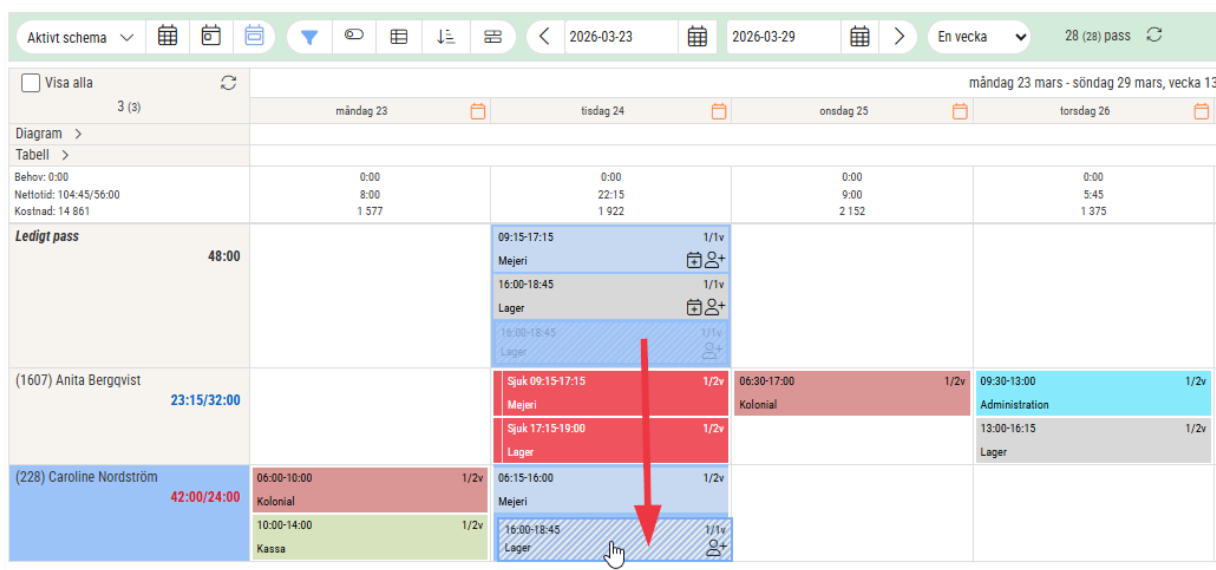 Aktivt schema 2026-03-23 2026-03-29 En vecka 28 (28) pass
Visa alla måndag 23 mars - söndag 29 mars, vecka 13
3 (3) måndag 23 tisdag 24 onsdag 25 torsdag 26
Diagram
Tabell
Behov: 0:00 0:00 0:00 0:00 0:00
Nettotid: 104:45/56:00 8:00 22:15 9:00 5:45
Kostnad: 14 861 1 577 1 922 2 152 1 375
Ledigt pass 09:15-17:15 1/1v
48:00 Mejeri
16:00-18:45 1/1v
Lager
16:00-18:45 1/1v
Lager
(1607) Anita Bergqvist Sjuk 09:15-17:15 1/2v 06:30-17:00 1/2v 09:30-13:00 1/2v
23:15/32:00 Mejeri Kolonial Administration
Sjuk 17:15-19:00 1/2v 13:00-16:15 1/2v
Lager Lager
(228) Caroline Nordström 06:00-10:00 1/2v 06:15-16:00 1/2v
42:00/24:00 Kolonial Mejeri
10:00-14:00 1/2v 16:00-18:45 1/1v
Kassa Lager